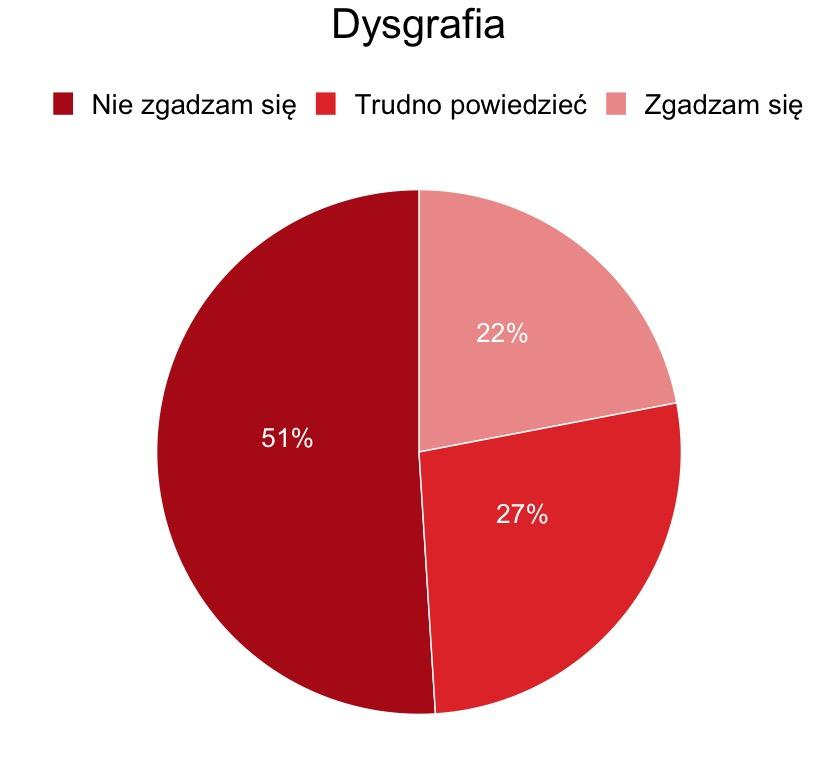 Dysgrafia
Nie zgadzam się Trudno powiedzieć Zgadzam się
22%
51%
27%